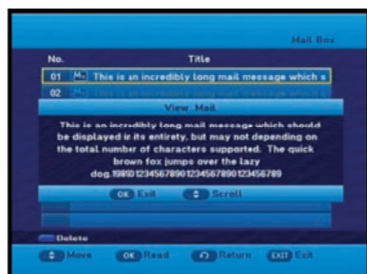 Mail Box
No. Title
01 This is an incredibly long mail message which s
02
View Mail
This is an incredibly long mail message which should
be displayed in its entirety, but may not depending on
the total number of characters supported. The quick
brown fox jumps over the lazy
OK Exit Scroll
Delete
Move OK Read Return EXIT Exit